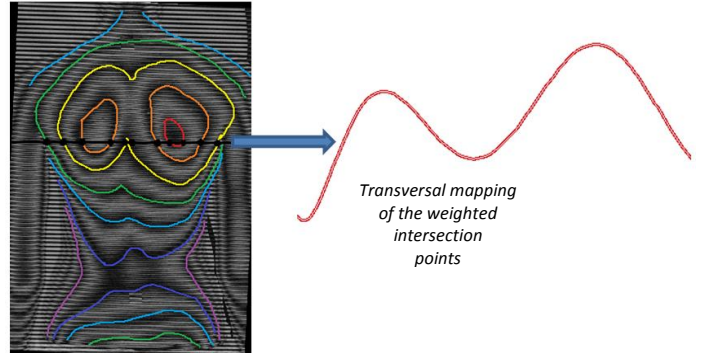 Transversal mapping
of the weighted
intersection
points